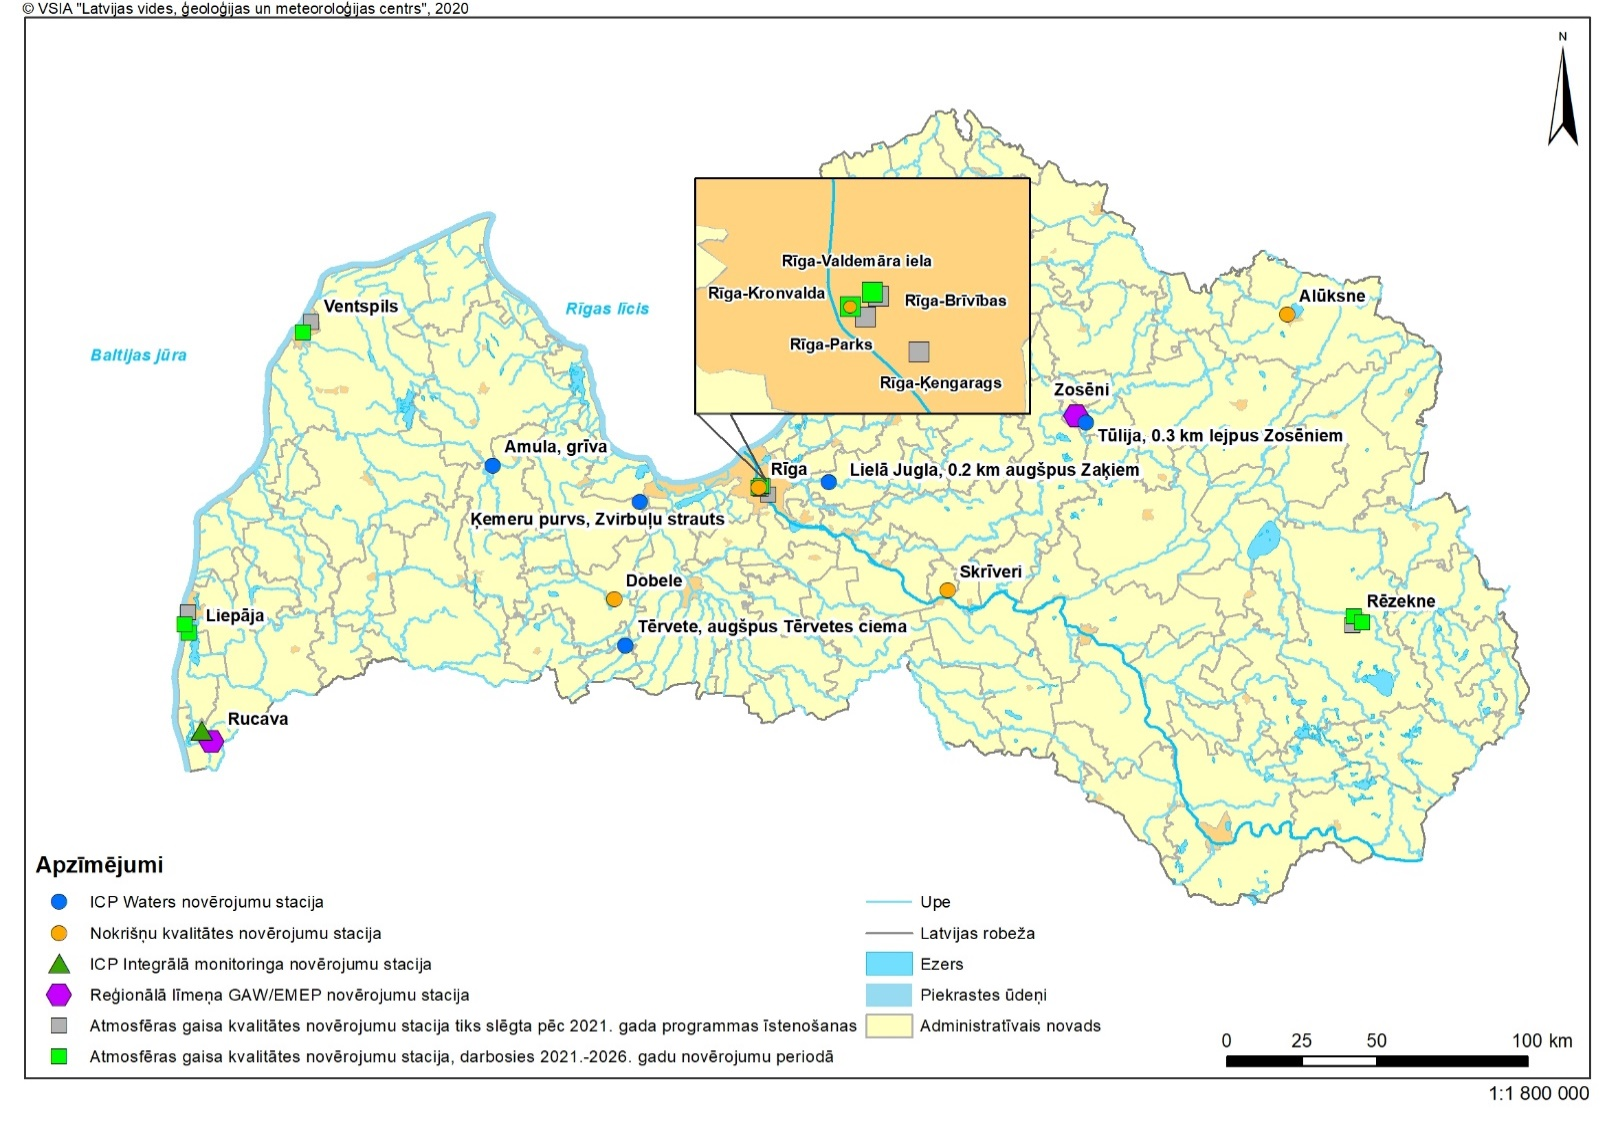 © VSIA "Latvijas vides, ģeoloģijas un meteoroloģijas centrs", 2020
N
Rīga-Valdemāra iela
Rīga-Kronvalda
Rīga-Brīvības
Rīga-Parks
Rīga-Ķengarags
Ventspils
Rīgas līcis
Baltijas jūra
Alūksne
Zosēni
Tūlija, 0.3 km lejpus Zosēniem
Amula, grīva
Rīga
Lielā Jugla, 0.2 km augšpus Zaķiem
Ķemeru purvs, Zvirbuļu strauts
Skrīveri
Dobele
Rēzekne
Liepāja
Tērvete, augšpus Tērvetes ciema
Rucava
Apzīmējumi
ICP Waters novērojumu stacija
Nokrišņu kvalitātes novērojumu stacija
ICP Integrālā monitoringa novērojumu stacija
Reģionālā līmeņa GAW/EMEP novērojumu stacija
Atmosfēras gaisa kvalitātes novērojumu stacija tiks slēgta pēc 2021. gada programmas īstenošanas
Atmosfēras gaisa kvalitātes novērojumu stacija, darbosies 2021.-2026. gadu novērojumu periodā
Upe
Latvijas robeža
Ezers
Piekrastes ūdeņi
Administratīvais novads
0 25 50 100 km
1:1 800 000